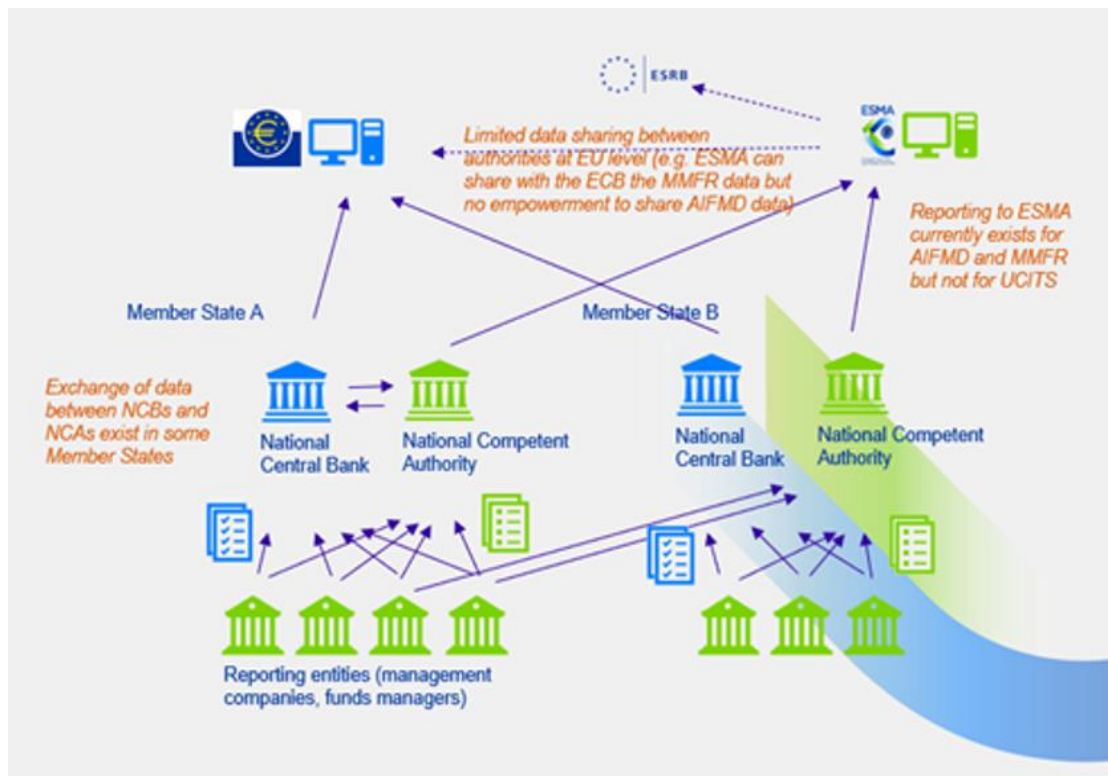 ESRB
ESMA
Limited data sharing between
authorities at EU level (e.g. ESMA can
share with the ECB the MMFR data but
no empowerment to share AIFMD data)
Reporting to ESMA
currently exists for
AIFMD and MMFR
but not for UCITS
Member State A
Member State B
Exchange of data
between NCBs and
NCAs exist in some
Member States
National
Central Bank
National Competent
Authority
National
Central Bank
National Competent
Authority
Reporting entities (management
companies, funds managers)